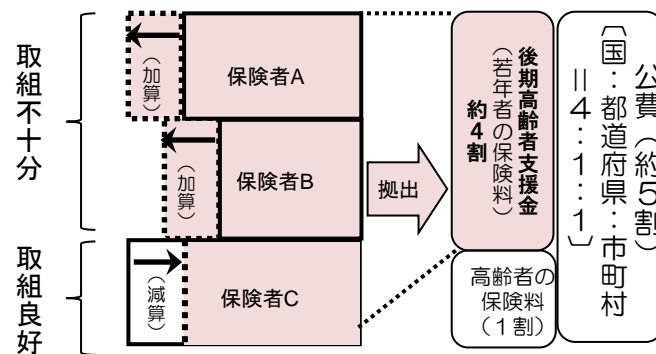 取組不十分
取組良好
（加算）
保険者A
（加算）
保険者B
（減算）
保険者C
拠出
後期高齢者支援金
（若年者の保険料）
約４割
高齢者の
保険料
（１割）
公費（約５割）
〔国：都道府県：市町村
＝４：１：１〕